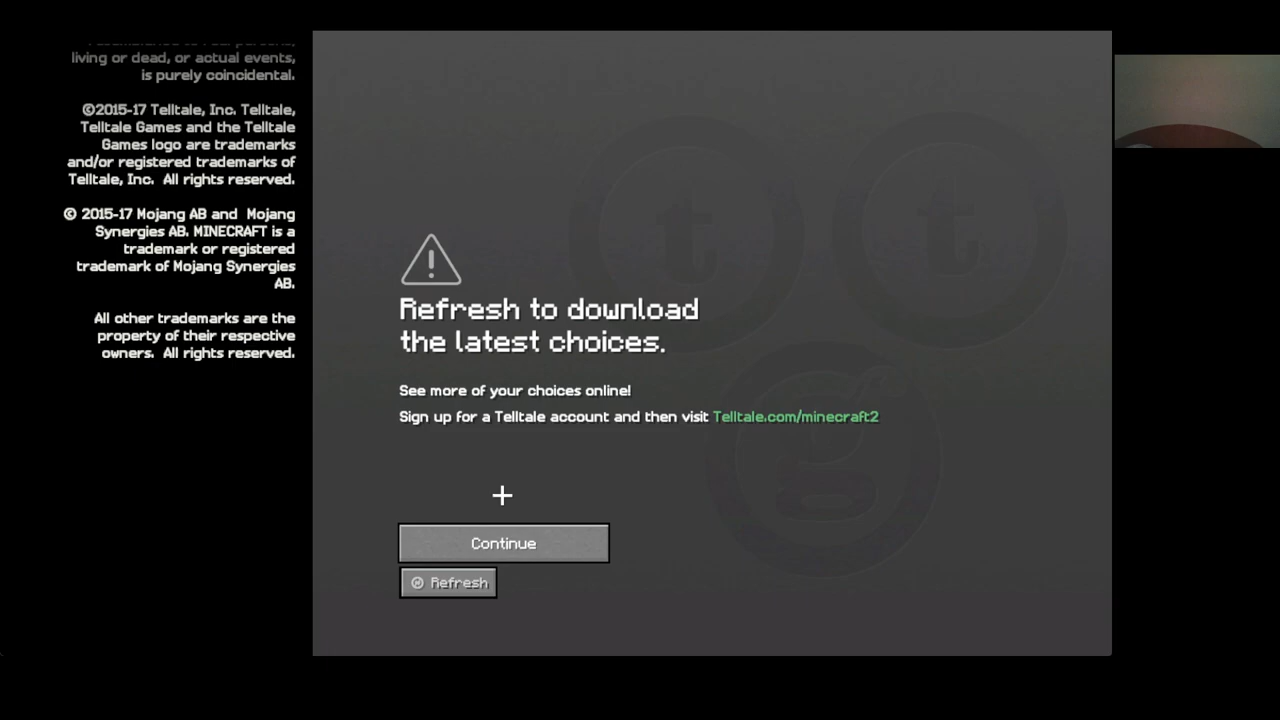 living or dead, or actual events,
is purely coincidental.
©2015-17 Telltale, Inc. Telltale,
Telltale Games and the Telltale
Games logo are trademarks
and/or registered trademarks of
Telltale, Inc. All rights reserved.
© 2015-17 Mojang AB and Mojang
Synergies AB. MINECRAFT is a
trademark or registered
trademark of Mojang Synergies
AB.
All other trademarks are the
property of their respective
owners. All rights reserved.
Refresh to download
the latest choices.
See more of your choices online!
Sign up for a Telltale account and then visit Telltale.com/minecraft2
Continue
Refresh